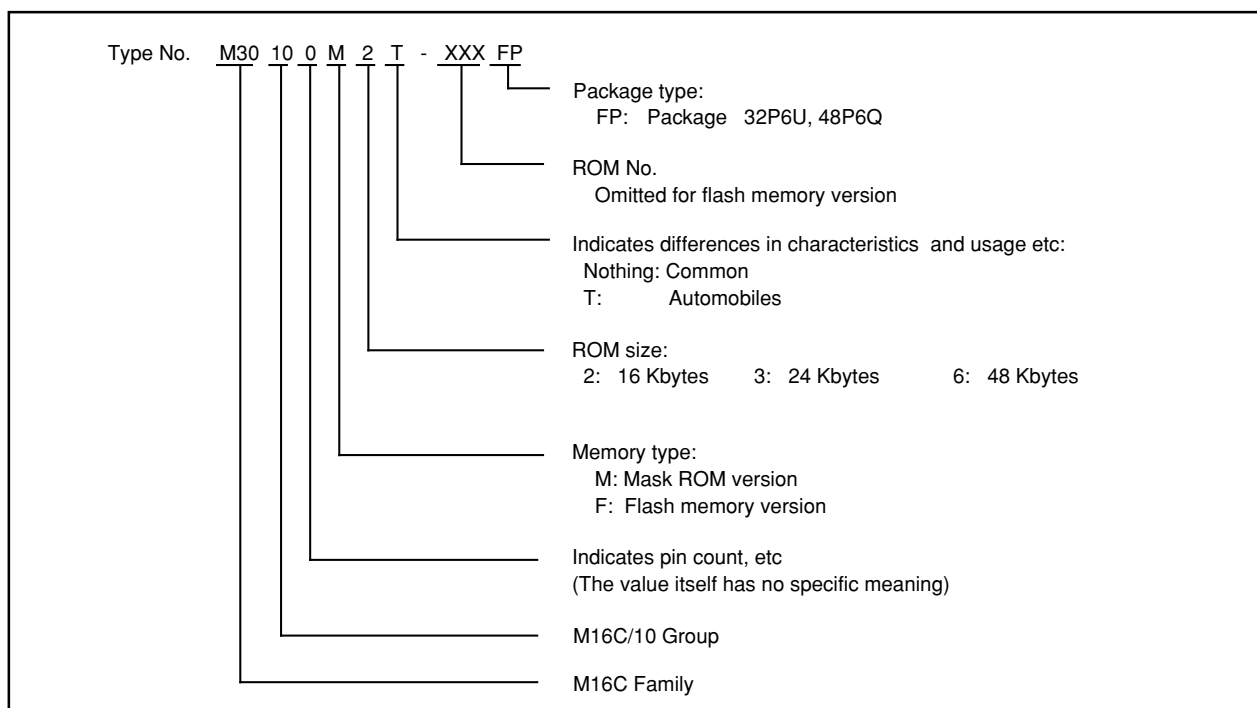 Type No. M30 10 0 M 2 T - XXX FP
Package type:
FP: Package 32P6U, 48P6Q
ROM No.
Omitted for flash memory version
Indicates differences in characteristics and usage etc:
Nothing: Common
T: Automobiles
ROM size:
2: 16 Kbytes 3: 24 Kbytes 6: 48 Kbytes
Memory type:
M: Mask ROM version
F: Flash memory version
Indicates pin count, etc
(The value itself has no specific meaning)
M16C/10 Group
M16C Family